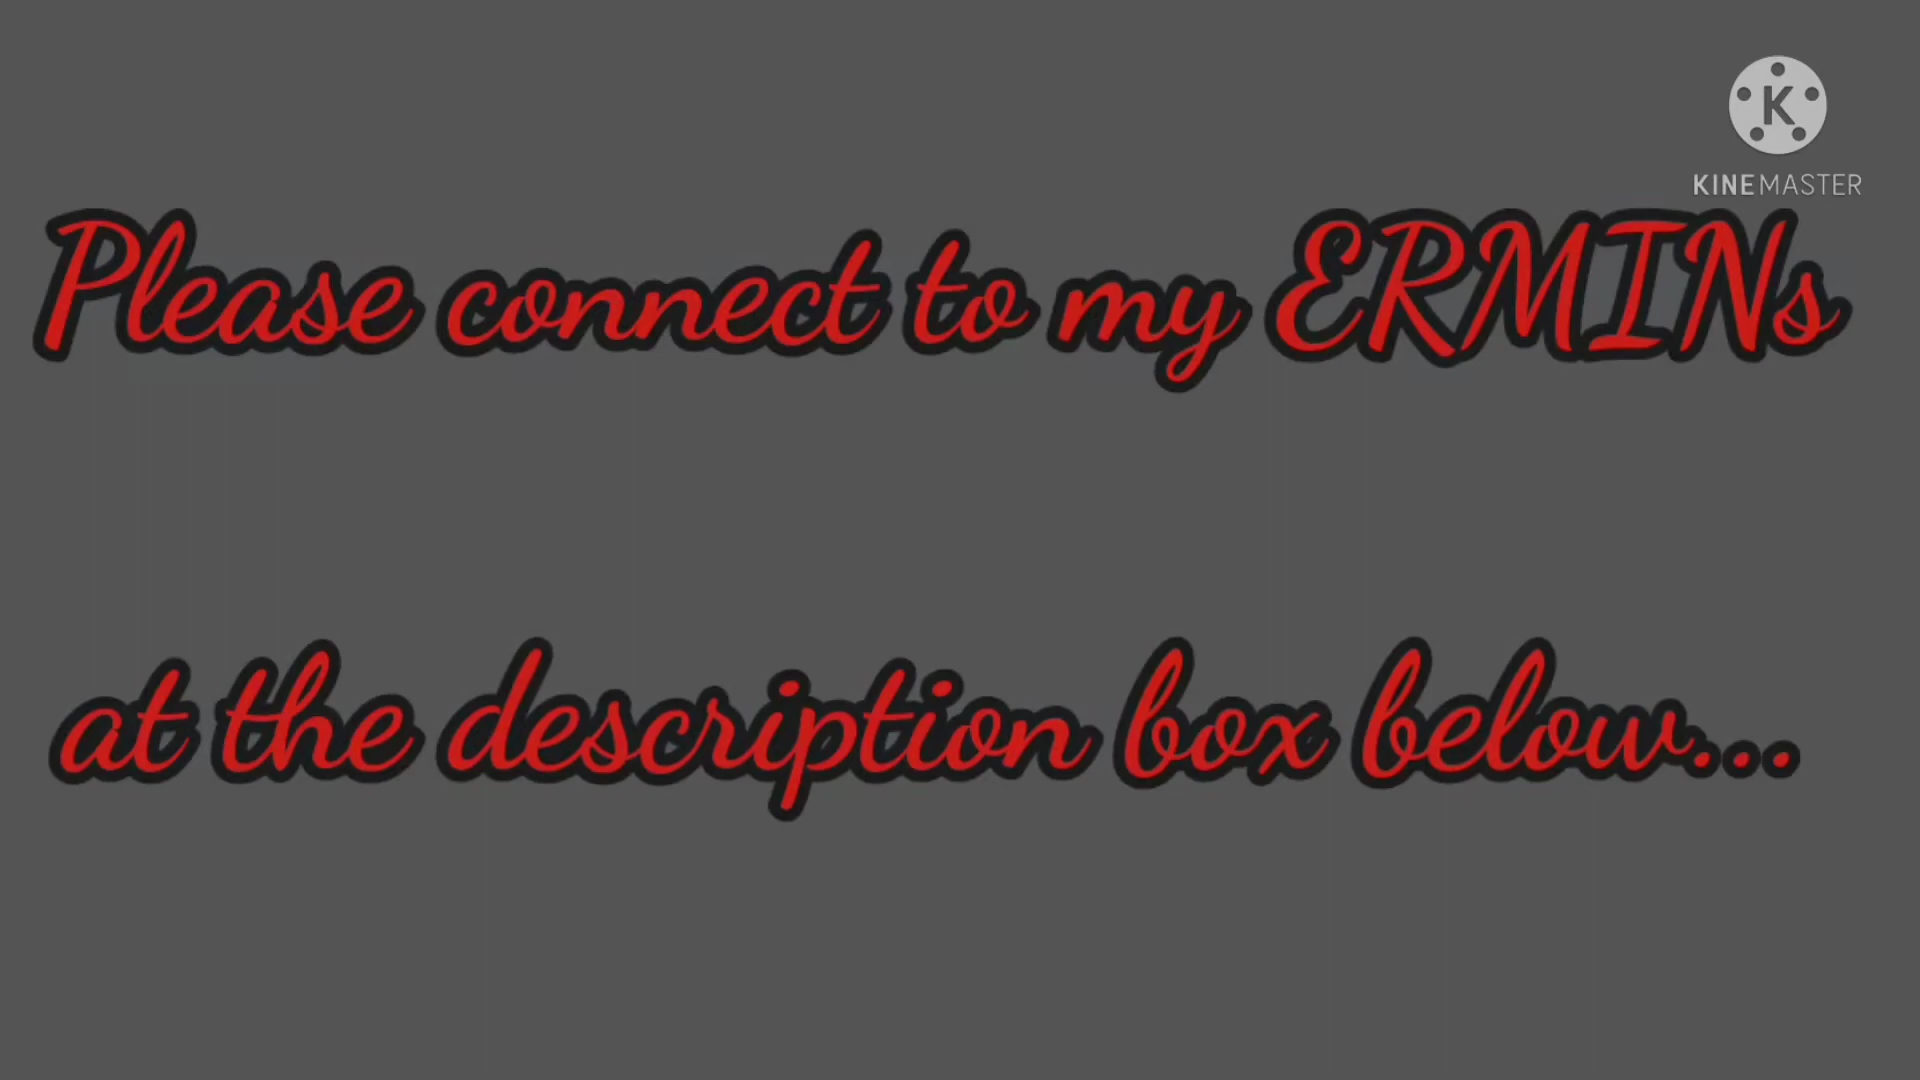 K
KINEMASTER
Please connect to my ERMINs
at the description box below...